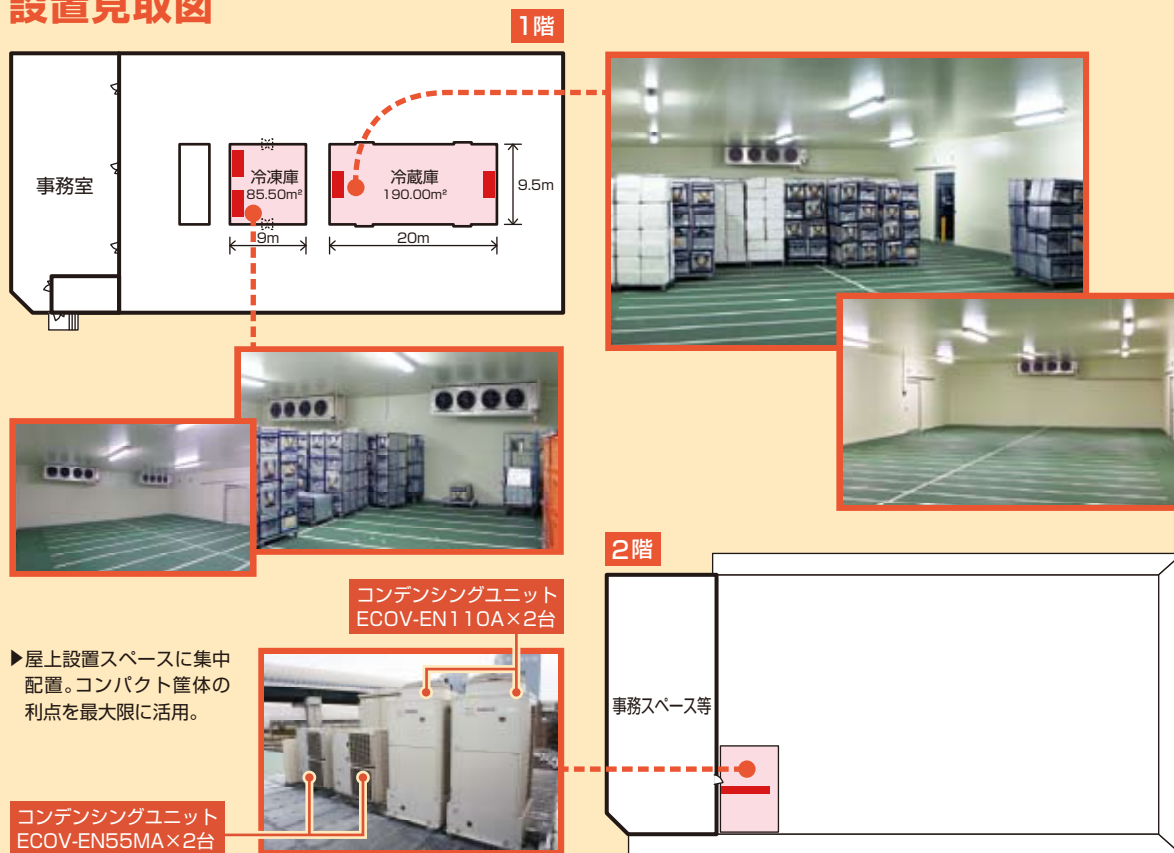 設置見取図
1階
事務室
冷凍庫
85.50m²
冷蔵庫
190.00m²
9.5m
9m
20m
2階
コンデンシングユニット
ECOV-EN110A×2台
▶屋上設置スペースに集中
配置。コンパクト筐体の
利点を最大限に活用。
事務スペース等
コンデンシングユニット
ECOV-EN55MA×2台